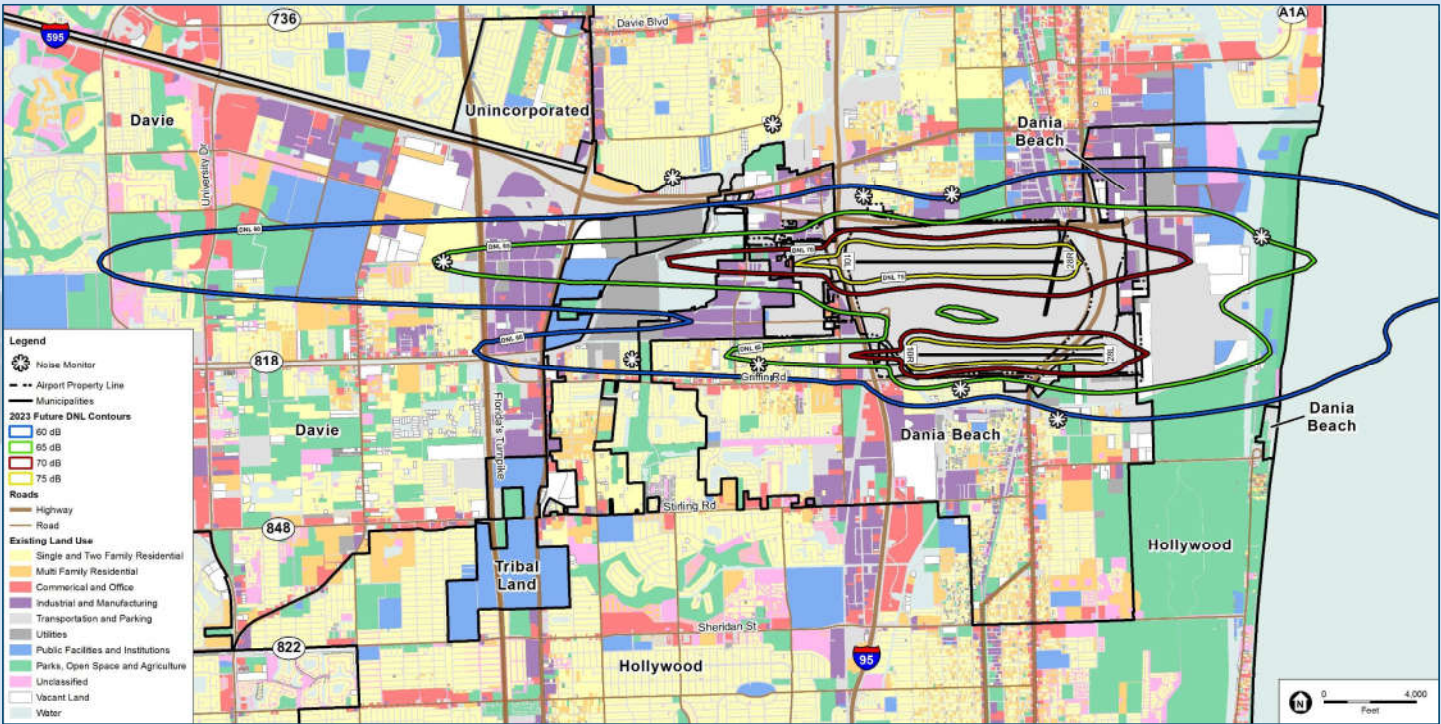 736
Davie Blvd
A1A
595
Unincorporated
Davie
University Dr
Dania
Beach
DNL 60
DNL 65
DNL 70
10L
28R
DNL 75
DNL 60
DNL 65
10R
28L
818
Griffin Rd
Florida's Turnpike
Davie
Dania Beach
Dania
Beach
Stirling Rd
848
Hollywood
Tribal
Land
Sheridan St
822
Hollywood
95
Legend
Noise Monitor
Airport Property Line
Municipalities
2023 Future DNL Contours
60 dB
65 dB
70 dB
75 dB
Roads
Highway
Road
Existing Land Use
Single and Two Family Residential
Multi Family Residential
Commerical and Office
Industrial and Manufacturing
Transportation and Parking
Utilities
Public Facilities and Institutions
Parks, Open Space and Agriculture
Unclassified
Vacant Land
Water
N
0 4,000
Feet